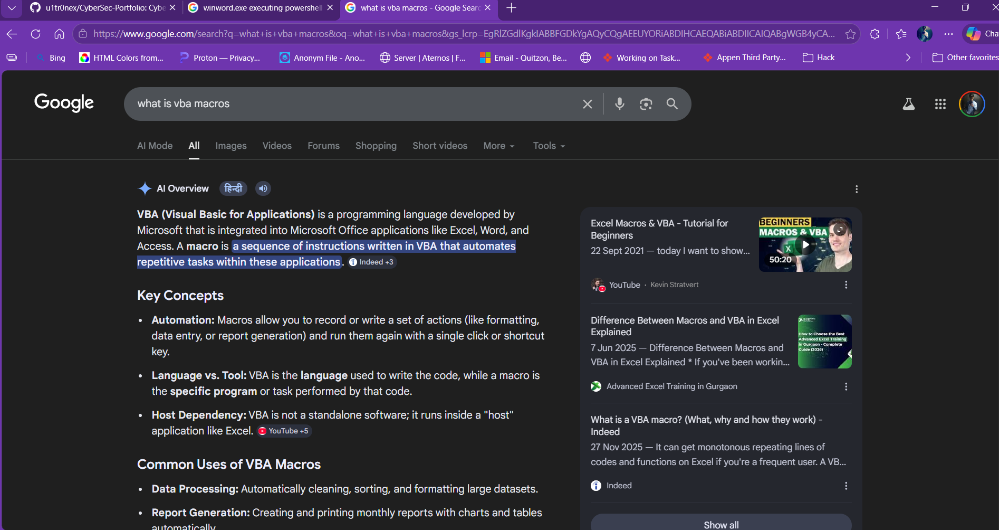 u1tr0nex/CyberSec-Portfolio: Cybe
winword.exe executing powershell
what is vba macros - Google Searc
https://www.google.com/search?q=what+is+vba+macros&oq=what+is+vba+macros&gs_lcrp=EgRlZGdlKgkIABBFGDkYgAQyCQgAEEUYORiABDIHCAEQABiABDIICAIQABgWGB4yCA...
Cha
Bing
HTML Colors from...
Proton — Privacy...
Anonym File - Ano...
Server | Aternos | F...
Email - Quitzon, Be...
Working on Task...
Appen Third Party...
Hack
Other favorites
Google
what is vba macros
AI Mode
All
Images
Videos
Forums
Shopping
Short videos
More
Tools
AI Overview
हिन्दी
VBA (Visual Basic for Applications) is a programming language developed by
Microsoft that is integrated into Microsoft Office applications like Excel, Word, and
Access. A macro is a sequence of instructions written in VBA that automates
repetitive tasks within these applications.
Indeed +3
Key Concepts
• Automation: Macros allow you to record or write a set of actions (like formatting,
data entry, or report generation) and run them again with a single click or shortcut
key.
• Language vs. Tool: VBA is the language used to write the code, while a macro is
the specific program or task performed by that code.
• Host Dependency: VBA is not a standalone software; it runs inside a "host"
application like Excel.
YouTube +5
Common Uses of VBA Macros
• Data Processing: Automatically cleaning, sorting, and formatting large datasets.
• Report Generation: Creating and printing monthly reports with charts and tables
automatically.
Excel Macros & VBA - Tutorial for
Beginners
22 Sept 2021 — today I want to show...
BEGINNERS
MACROS & VBA
50:20
YouTube · Kevin Stratvert
Difference Between Macros and VBA in Excel
Explained
7 Jun 2025 — Difference Between Macros and
VBA in Excel Explained * If you've been workin...
How to Choose the Best
Advanced Excel Training
in Gurgaon - Complete
Guide (2026)
Advanced Excel Training in Gurgaon
What is a VBA macro? (What, why and how they work) -
Indeed
27 Nov 2025 — It can get monotonous repeating lines of
codes and functions on Excel if you're a frequent user. A VB...
Indeed
Show all